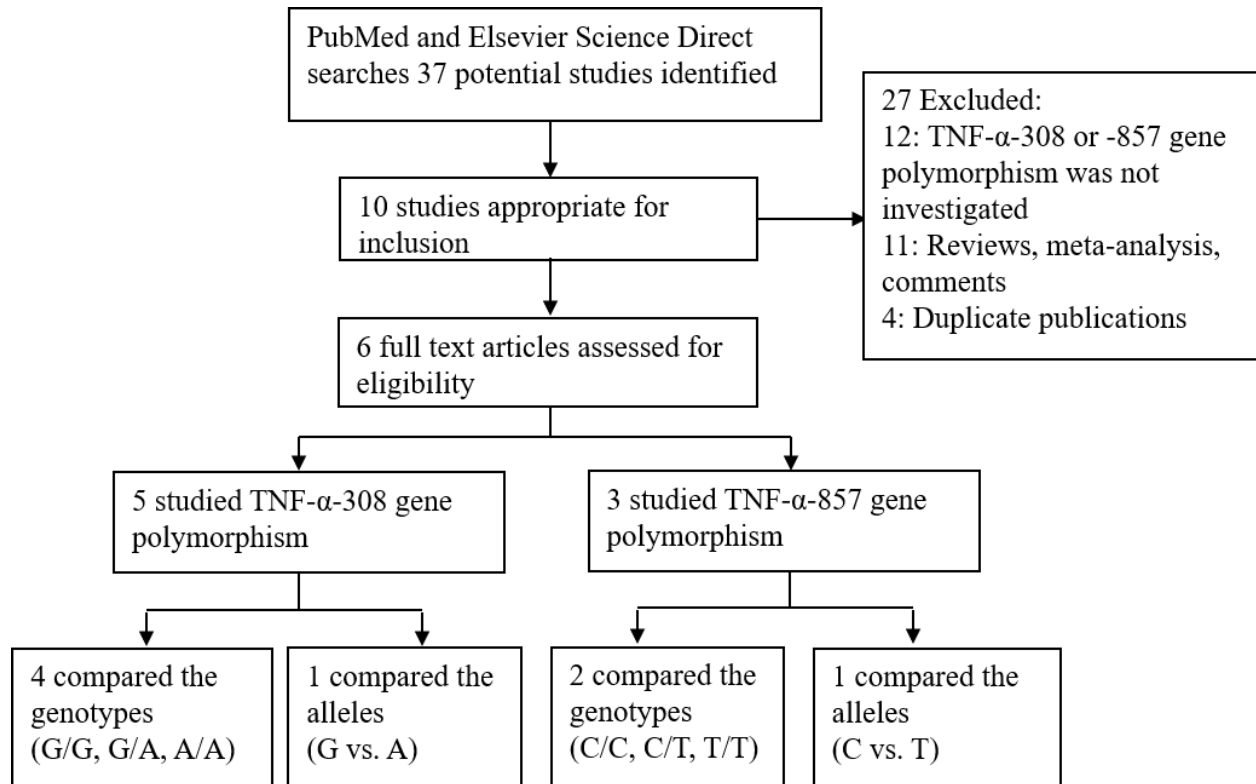 PubMed and Elsevier Science Direct
searches 37 potential studies identified
27 Excluded:
12: TNF-α-308 or -857 gene
polymorphism was not
investigated
11: Reviews, meta-analysis,
comments
4: Duplicate publications
10 studies appropriate for
inclusion
6 full text articles assessed for
eligibility
5 studied TNF-α-308 gene
polymorphism
3 studied TNF-α-857 gene
polymorphism
4 compared the
genotypes
(G/G, G/A, A/A)
1 compared the
alleles
(G vs. A)
2 compared the
genotypes
(C/C, C/T, T/T)
1 compared the
alleles
(C vs. T)